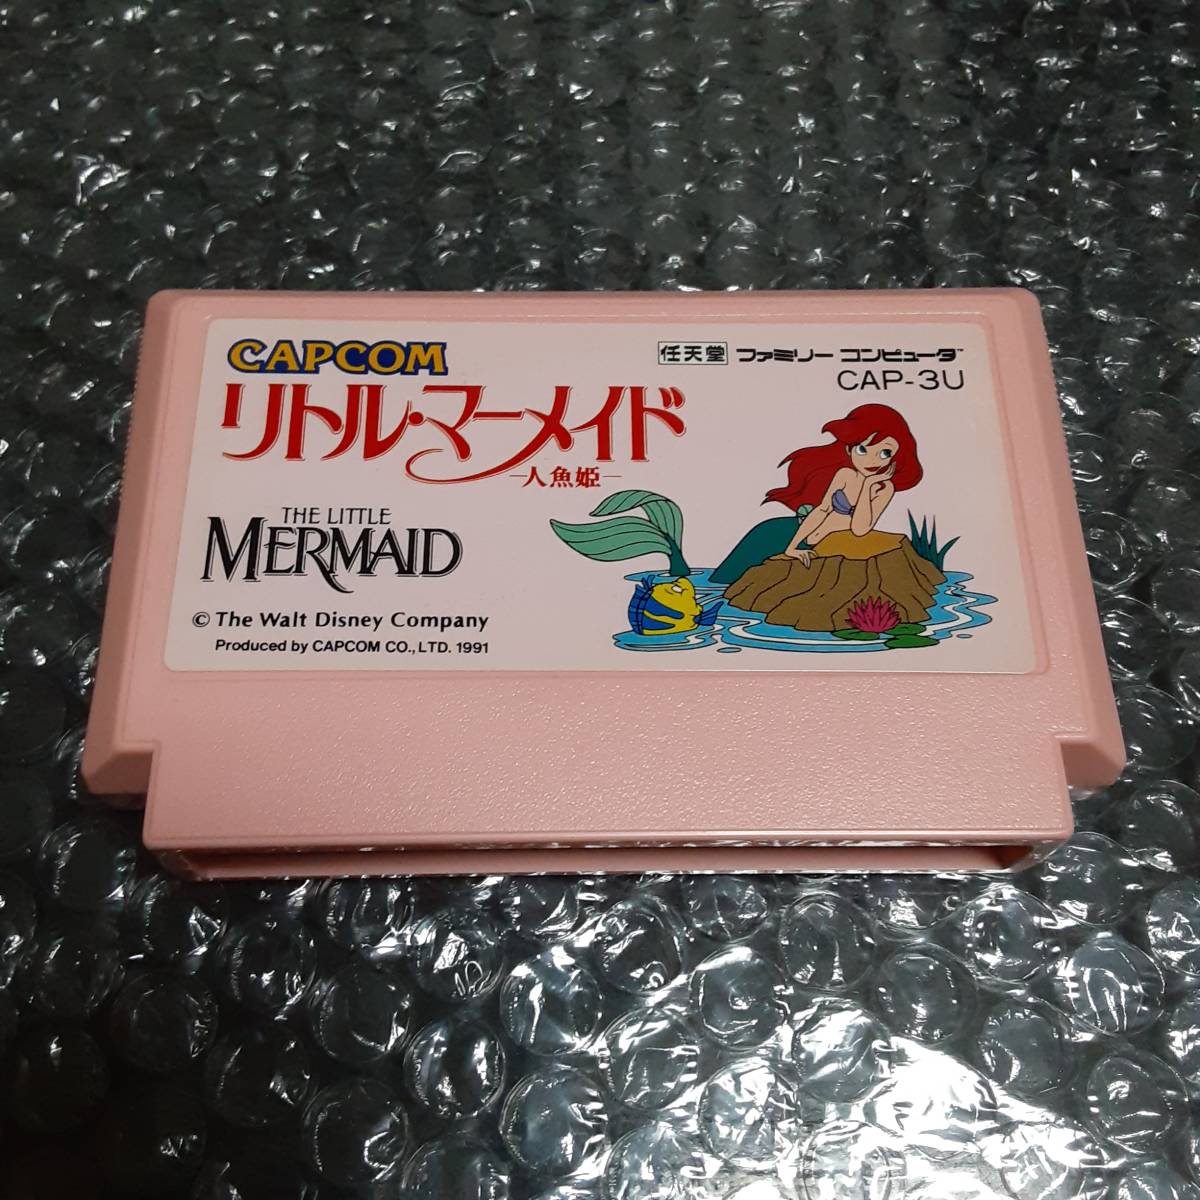 CAPCOM
任天堂 ファミリー コンピュータ™
CAP-3U
リトル・マーメイド
－人魚姫－
THE LITTLE
MERMAID
© The Walt Disney Company
Produced by CAPCOM CO., LTD. 1991